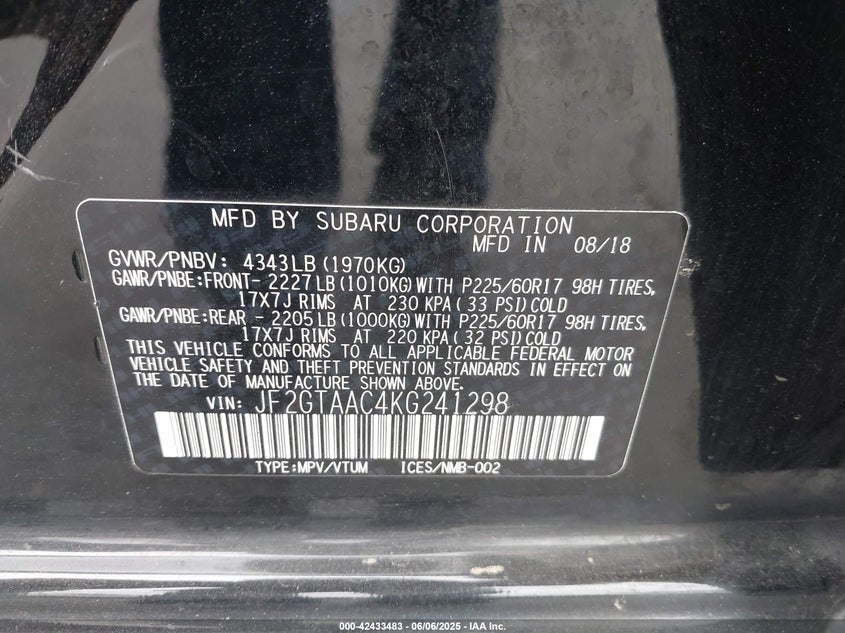 MFD BY SUBARU CORPORATION
MFD IN 08/18
GVWR/PNBV: 4343LB (1970KG)
GAWR/PNBE:FRONT- 2227LB (1010KG) WITH P225/60R17 98H TIRES,
17X7J RIMS AT 230 KPA ( 33 PSI) COLD
GAWR/PNBE:REAR - 2205LB (1000KG) WITH P225/60R17 98H TIRES,
17X7J RIMS AT 220 KPA ( 32 PSI) COLD
THIS VEHICLE CONFORMS TO ALL APPLICABLE FEDERAL MOTOR
VEHICLE SAFETY AND THEFT PREVENTION STANDARDS IN EFFECT ON
THE DATE OF MANUFACTURE SHOWN ABOVE.
VIN: JF2GTAAC4KG241298
TYPE:MPV/VTUM ICES/NMB-002
000-42433483 - 06/06/2025 - IAA Inc.